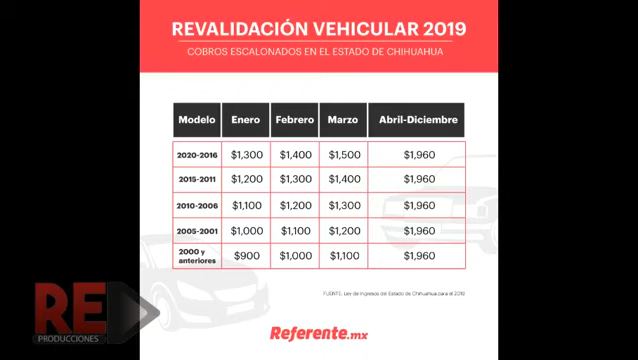 REVALIDACIÓN VEHICULAR 2019
COBROS ESCALONADOS EN EL ESTADO DE CHIHUAHUA
Modelo Enero Febrero Marzo Abril-Diciembre
2020-2016 $1,300 $1,400 $1,500 $1,960
2015-2011 $1,200 $1,300 $1,400 $1,960
2010-2006 $1,100 $1,200 $1,300 $1,960
2005-2001 $1,000 $1,100 $1,200 $1,960
2000 y
anteriores $900 $1,000 $1,100 $1,960
FUENTE: Ley de Ingresos del Estado de Chihuahua para el 2019
RE
PRODUCCIONES
Referente.mx